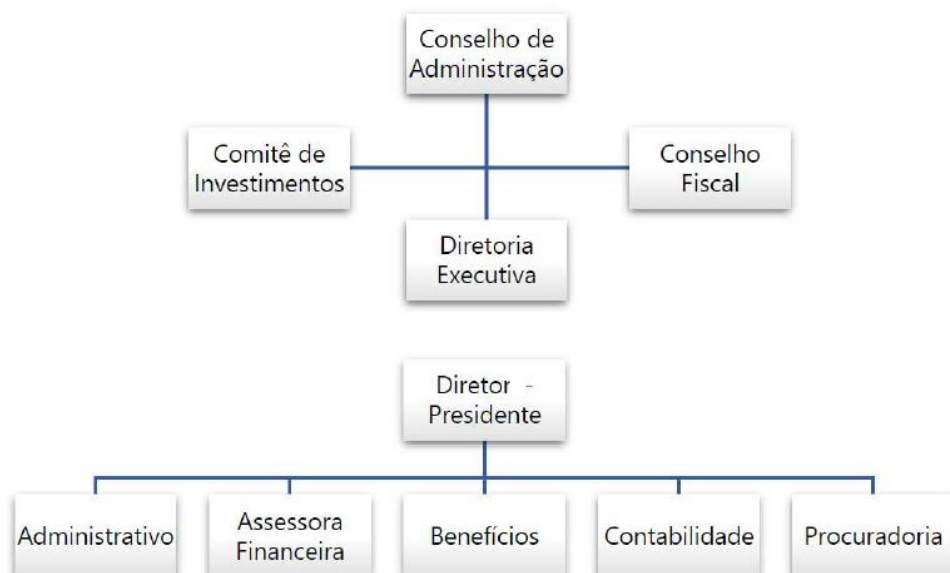 Conselho de
Administração
Comitê de
Investimentos
Conselho
Fiscal
Diretoria
Executiva
Diretor -
Presidente
Administrativo
Assessora
Financeira
Benefícios
Contabilidade
Procuradoria